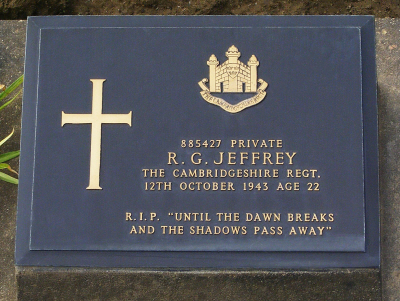 885427 PRIVATE
R. G. JEFFREY
THE CAMBRIDGESHIRE REGT.
12TH OCTOBER 1943 AGE 22
R.I.P. "UNTIL THE DAWN BREAKS
AND THE SHADOWS PASS AWAY"